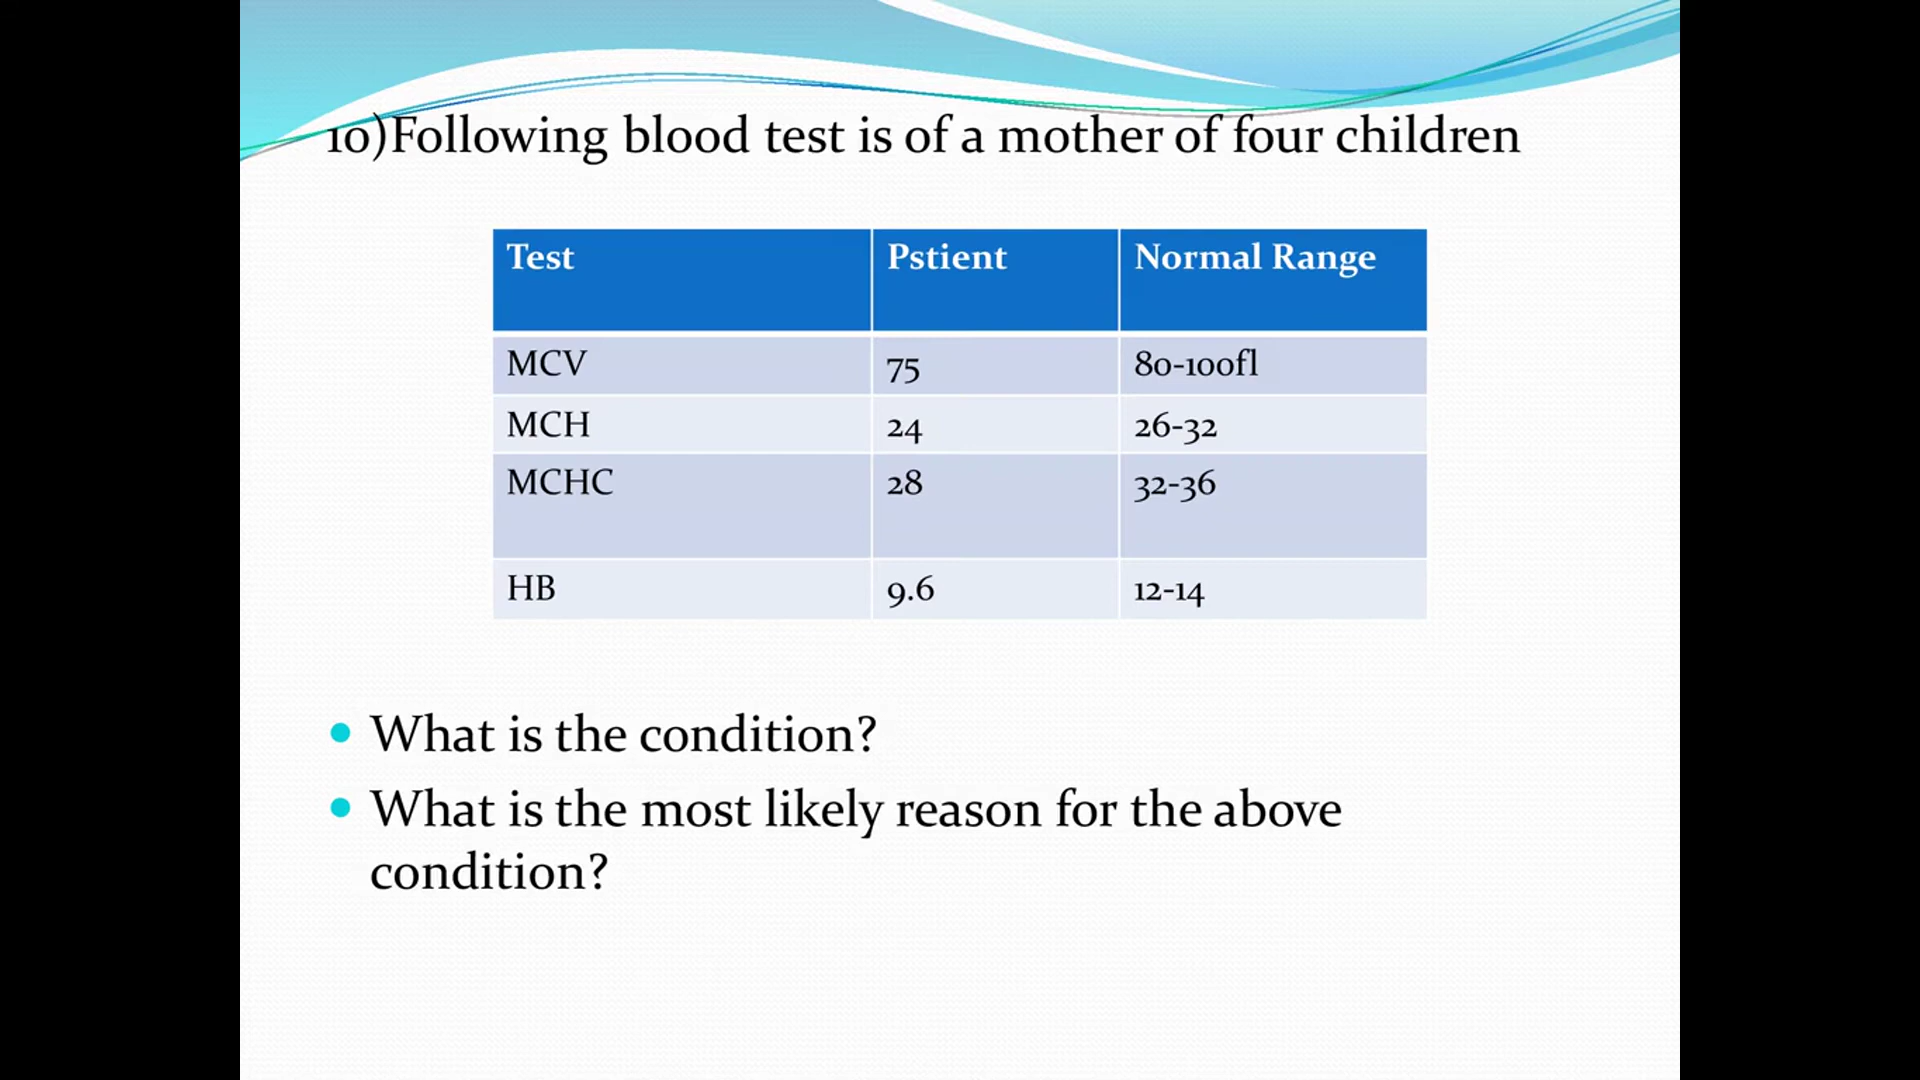 10)Following blood test is of a mother of four children
Test Pstient Normal Range
MCV 75 80-100fl
MCH 24 26-32
MCHC 28 32-36
HB 9.6 12-14
• What is the condition?
• What is the most likely reason for the above
condition?